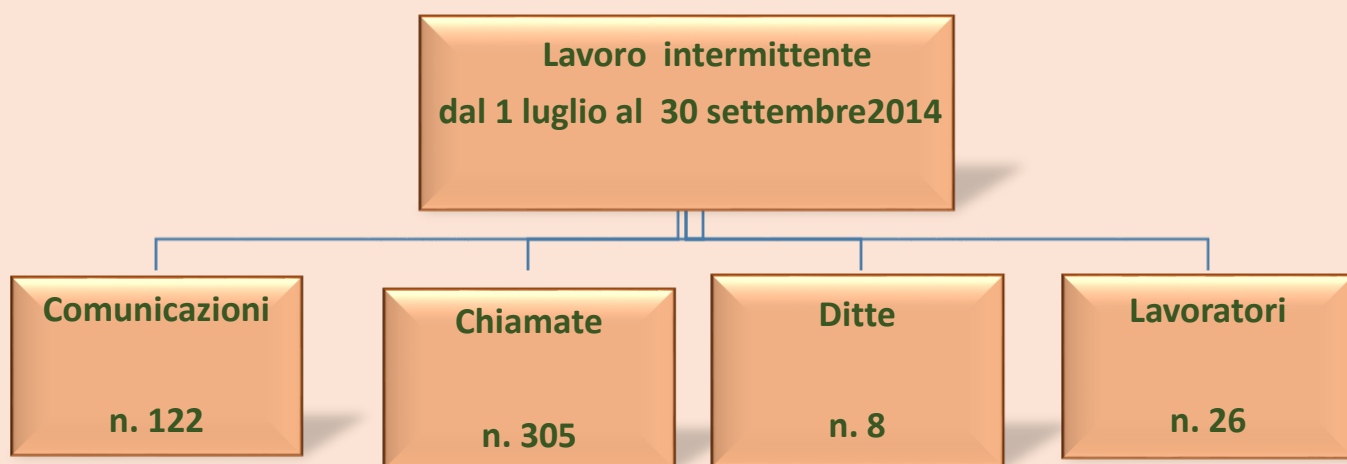 Lavoro intermittente
dal 1 luglio al 30 settembre2014
Comunicazioni
n. 122
Chiamate
n. 305
Ditte
n. 8
Lavoratori
n. 26